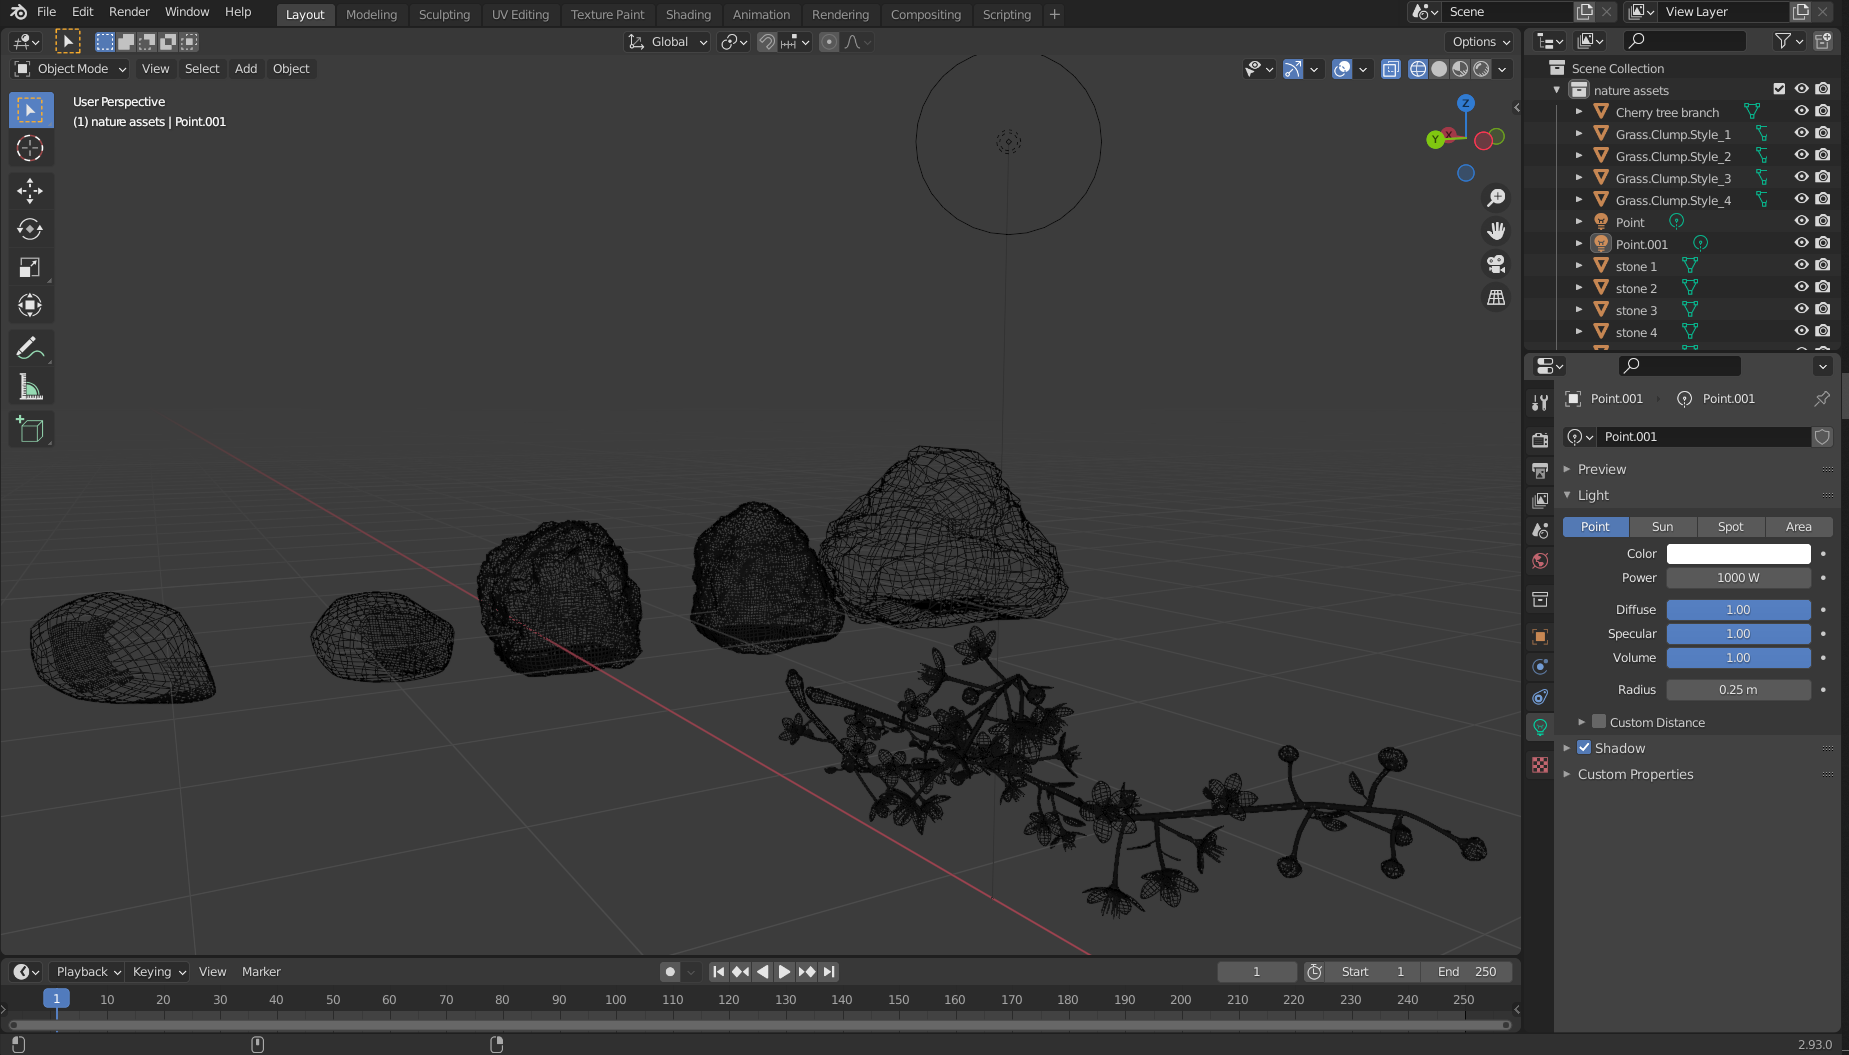 File Edit Render Window Help
Layout Modeling Sculpting UV Editing Texture Paint Shading Animation Rendering Compositing Scripting +
Scene
View Layer
Global
Options
Object Mode View Select Add Object
User Perspective
(1) nature assets | Point.001
Z
Y
X
Scene Collection
nature assets
Cherry tree branch
Grass.Clump.Style_1
Grass.Clump.Style_2
Grass.Clump.Style_3
Grass.Clump.Style_4
Point
Point.001
stone 1
stone 2
stone 3
stone 4
Point.001 Point.001
Point.001
Preview
Light
Point Sun Spot Area
Color
Power 1000 W
Diffuse 1.00
Specular 1.00
Volume 1.00
Radius 0.25 m
Custom Distance
Shadow
Custom Properties
Playback Keying View Marker
1 Start 1 End 250
1 10 20 30 40 50 60 70 80 90 100 110 120 130 140 150 160 170 180 190 200 210 220 230 240 250
2.93.0